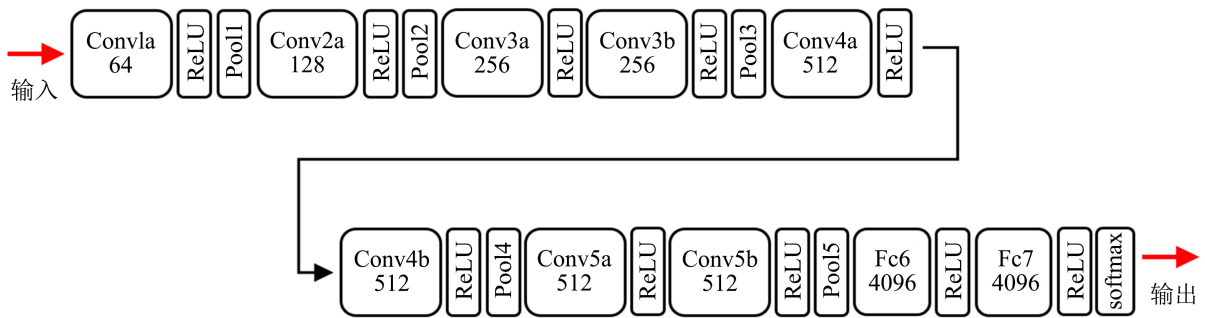 Conv1a
64
ReLU
Pool1
Conv2a
128
ReLU
Pool2
Conv3a
256
ReLU
Conv3b
256
ReLU
Pool3
Conv4a
512
ReLU
输入
Conv4b
512
ReLU
Pool4
Conv5a
512
ReLU
Conv5b
512
ReLU
Pool5
Fc6
4096
ReLU
Fc7
4096
ReLU
softmax
输出